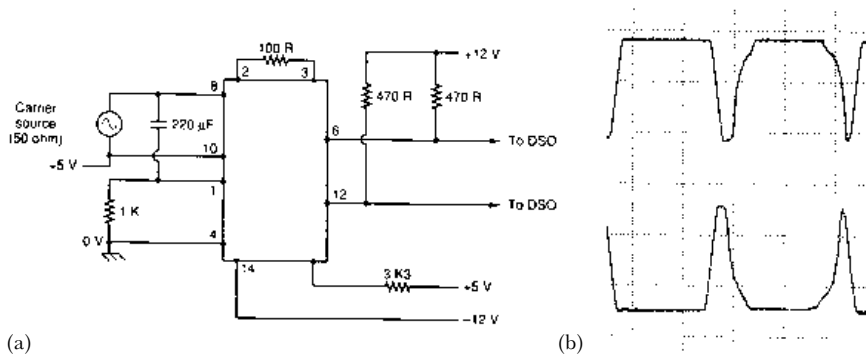 100 R
2
3
+12 V
8
470 R
470 R
Carrier
source
(50 ohm)
220 µF
6
To DSO
10
+5 V
1
12
To DSO
1 K
0 V
4
14
3 K3
+5 V
−12 V
(a)
(b)